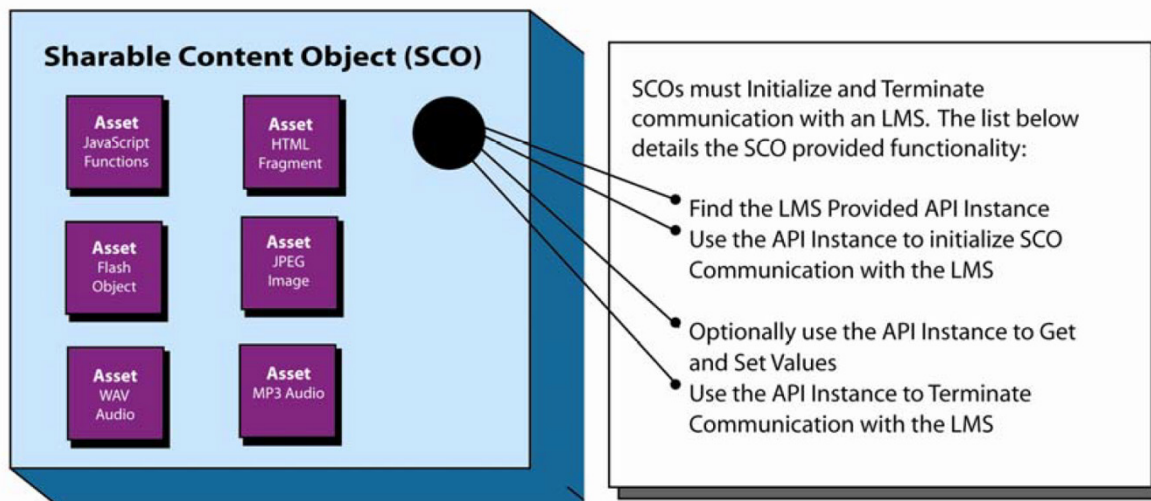 Sharable Content Object (SCO)
Asset
JavaScript
Functions
Asset
HTML
Fragment
Asset
Flash
Object
Asset
JPEG
Image
Asset
WAV
Audio
Asset
MP3 Audio
SCOs must Initialize and Terminate
communication with an LMS. The list below
details the SCO provided functionality:
Find the LMS Provided API Instance
Use the API Instance to initialize SCO
Communication with the LMS
Optionally use the API Instance to Get
and Set Values
Use the API Instance to Terminate
Communication with the LMS